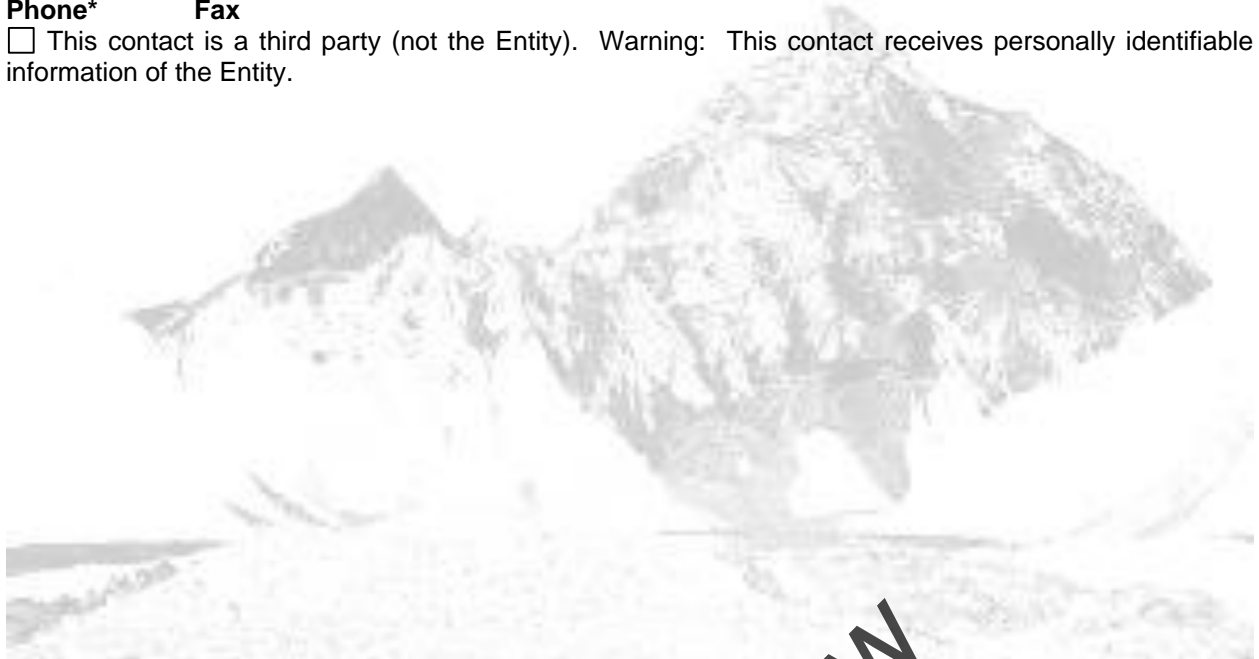 Phone* Fax
☐ This contact is a third party (not the Entity). Warning: This contact receives personally identifiable
information of the Entity.